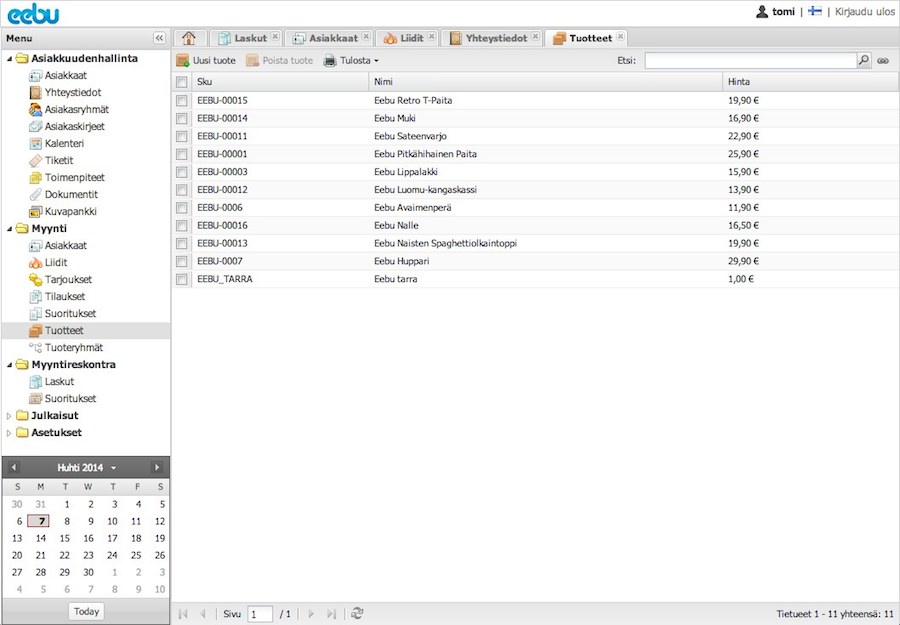 eebu
tomi | | Kirjaudu ulos
Menu
Asiakkuudenhallinta
Asiakkaat
Yhteystiedot
Asiakasryhmät
Asiakaskirjeet
Kalenteri
Tiketit
Toimenpiteet
Dokumentit
Kuvapankki
Myynti
Asiakkaat
Liidit
Tarjoukset
Tilaukset
Suoritukset
Tuotteet
Tuoteryhmät
Myyntireskontra
Laskut
Suoritukset
Julkaisut
Asetukset
Huhti 2014
S M T W T F S
30 31 1 2 3 4 5
6 7 8 9 10 11 12
13 14 15 16 17 18 19
20 21 22 23 24 25 26
27 28 29 30 1 2 3
4 5 6 7 8 9 10
Today
Laskut Asiakkaat Liidit Yhteystiedot Tuotteet
Uusi tuote Poista tuote Tulosta Etsi:
Sku Nimi Hinta
EEBU-00015 Eebu Retro T-Paita 19,90 €
EEBU-00014 Eebu Muki 16,90 €
EEBU-00011 Eebu Sateenvarjo 22,90 €
EEBU-00001 Eebu Pitkähihainen Paita 25,90 €
EEBU-00003 Eebu Lippalakki 15,90 €
EEBU-00012 Eebu Luomu-kangaskassi 13,90 €
EEBU-0006 Eebu Avaimenperä 11,90 €
EEBU-00016 Eebu Nalle 16,50 €
EEBU-00013 Eebu Naisten Spaghettiolkaintoppi 19,90 €
EEBU-0007 Eebu Huppari 29,90 €
EEBU_TARRA Eebu tarra 1,00 €
Sivu 1 / 1 Tietueet 1 - 11 yhteensä: 11